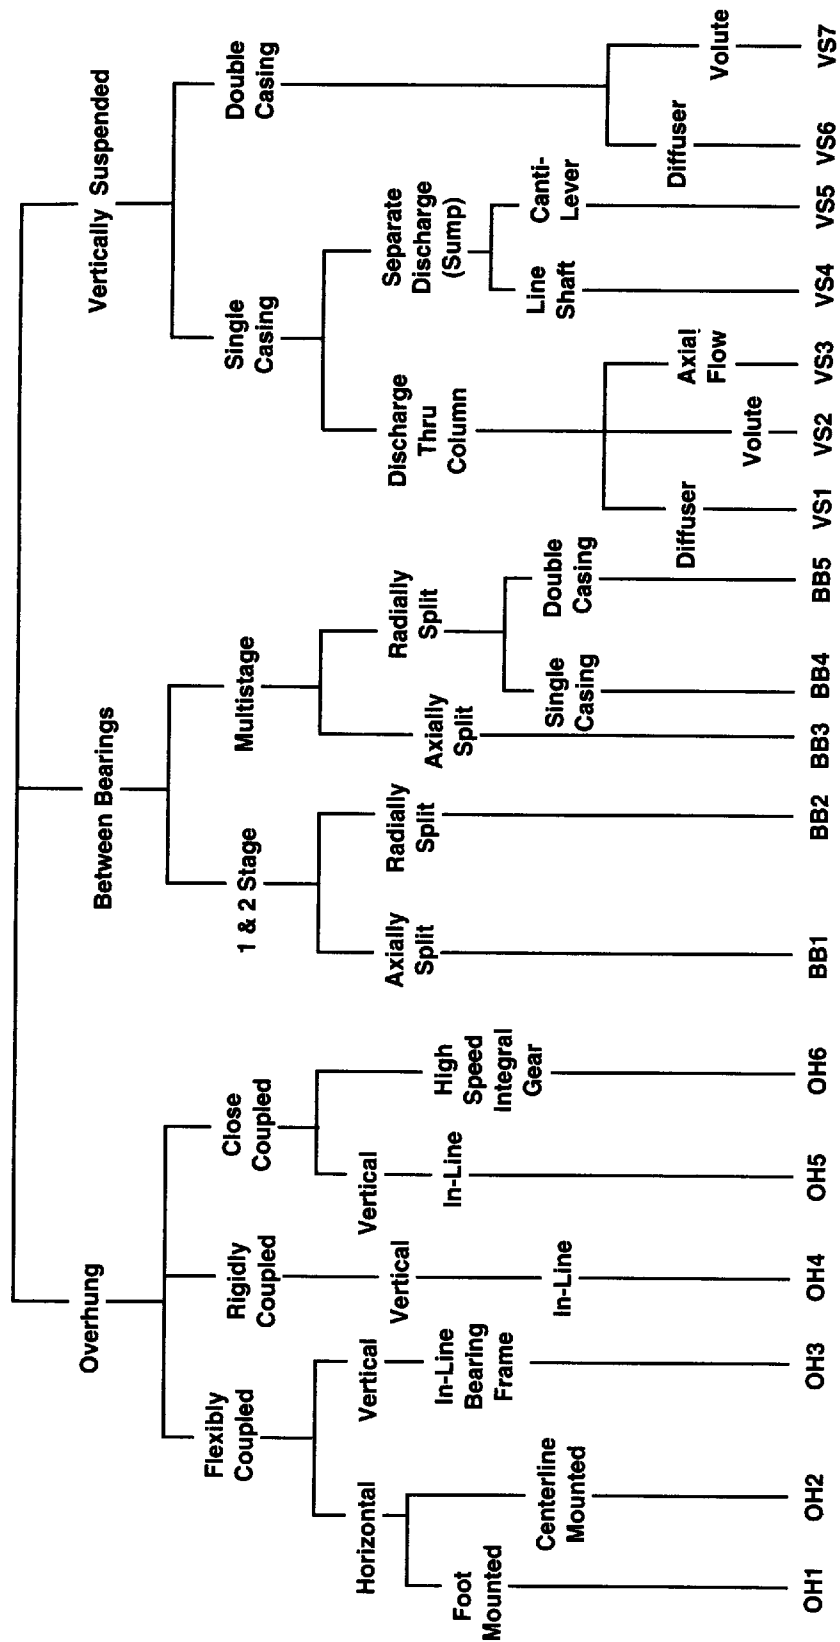 Overhung
Between Bearings
Vertically Suspended
Flexibly
Coupled
Rigidly
Coupled
Close
Coupled
1 & 2 Stage
Multistage
Single
Casing
Double
Casing
Horizontal
Vertical
Vertical
Vertical
Axially
Split
Radially
Split
Axially
Split
Radially
Split
Discharge
Thru
Column
Separate
Discharge
(Sump)
Foot
Mounted
Centerline
Mounted
In-Line
Bearing
Frame
In-Line
In-Line
High
Speed
Integral
Gear
Single
Casing
Double
Casing
Line
Shaft
Canti-
Lever
Diffuser
Volute
Axial
Flow
Diffuser
Volute
OH1
OH2
OH3
OH4
OH5
OH6
BB1
BB2
BB3
BB4
BB5
VS1
VS2
VS3
VS4
VS5
VS6
VS7